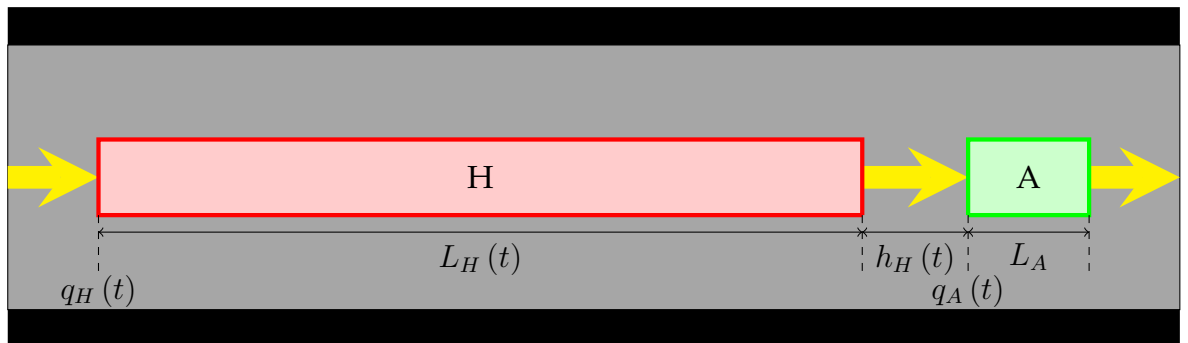 H
A
L_H (t)
h_H (t)
L_A
q_H (t)
q_A (t)